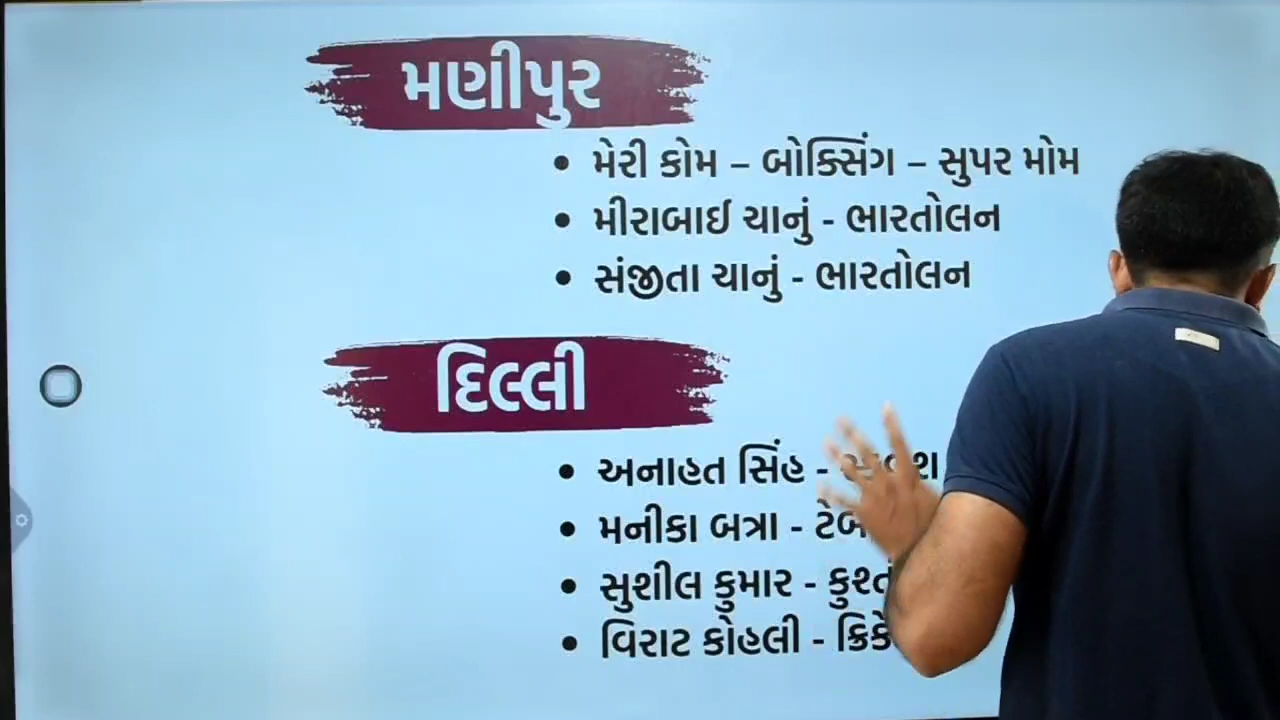 મણીપુર
• મેરી કોમ – બોક્સિંગ – સુપર મોમ
• મીરાબાઈ ચાનું - ભારતોલન
• સંજીતા ચાનું - ભારતોલન
દિલ્લી
• અનાહત સિંહ -
• મનીકા બત્રા -
• સુશીલ કુમાર -
• વિરાટ કોહલી -